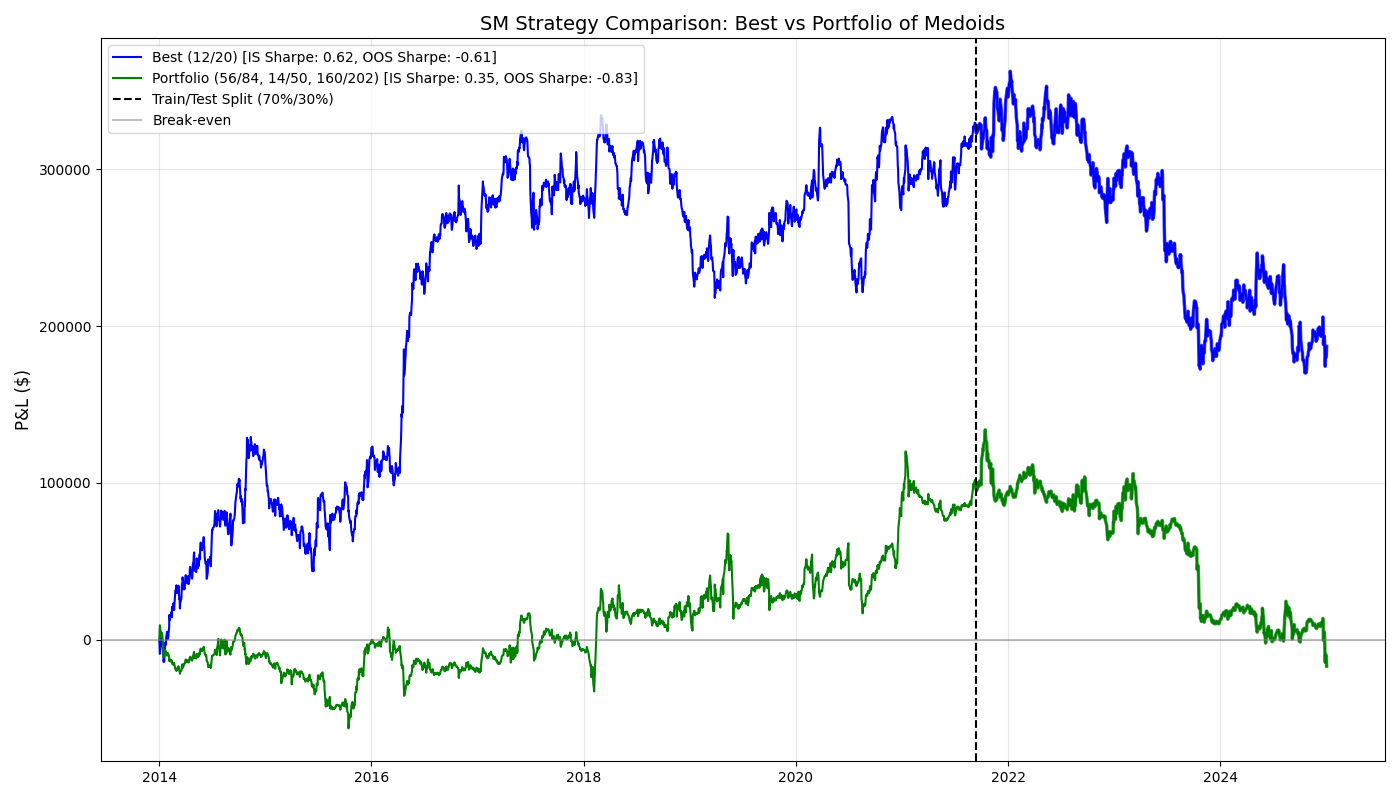 SM Strategy Comparison: Best vs Portfolio of Medoids
Best (12/20) [IS Sharpe: 0.62, OOS Sharpe: -0.61]
Portfolio (56/84, 14/50, 160/202) [IS Sharpe: 0.35, OOS Sharpe: -0.83]
Train/Test Split (70%/30%)
Break-even
P&L ($)
300000
200000
100000
0
2014 2016 2018 2020 2022 2024